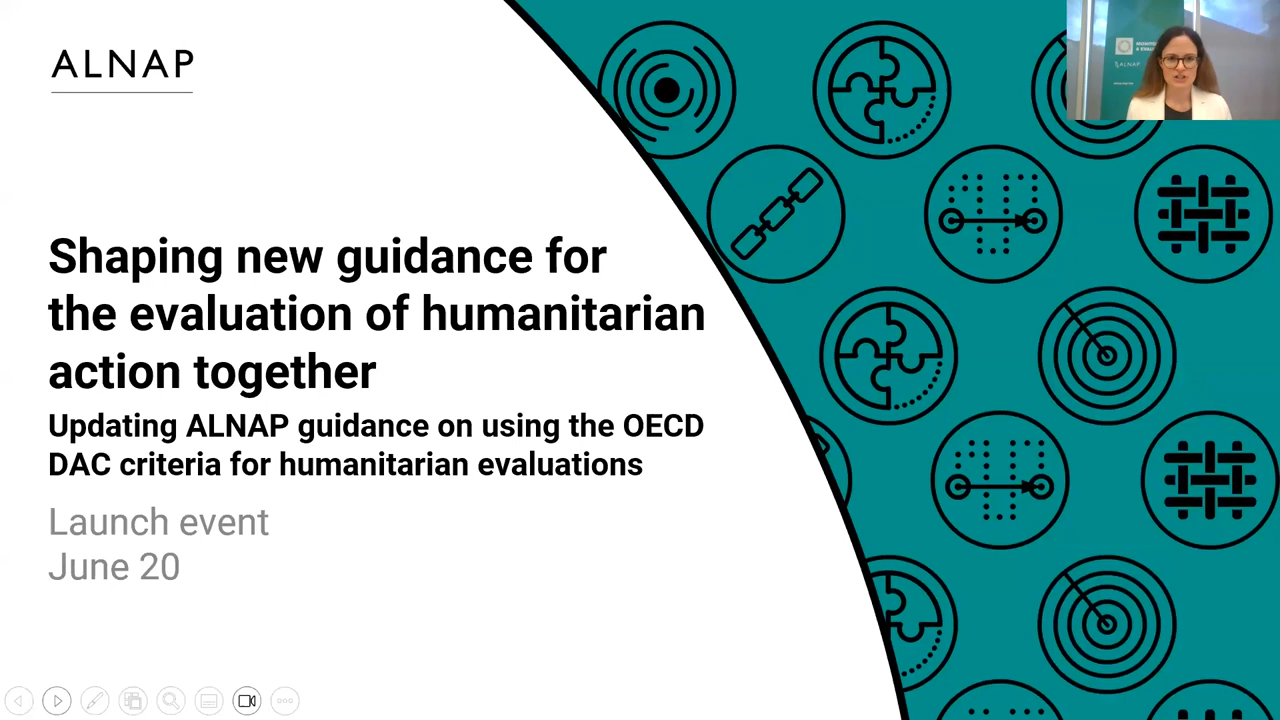 ALNAP
Shaping new guidance for
the evaluation of humanitarian
action together
Updating ALNAP guidance on using the OECD
DAC criteria for humanitarian evaluations
Launch event
June 20
ALNAP